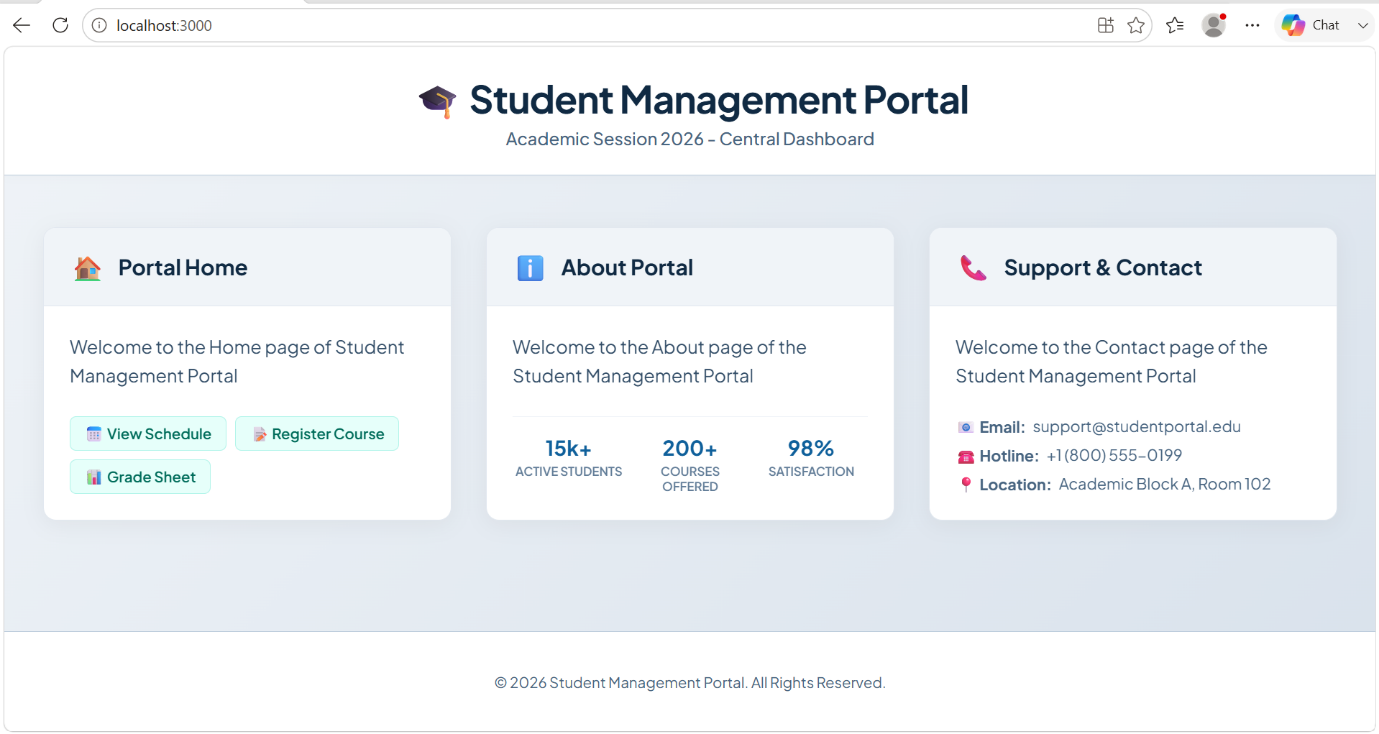 localhost:3000
Chat
Student Management Portal
Academic Session 2026 - Central Dashboard
Portal Home
Welcome to the Home page of Student
Management Portal
View Schedule
Register Course
Grade Sheet
About Portal
Welcome to the About page of the
Student Management Portal
15k+
ACTIVE STUDENTS
200+
COURSES
OFFERED
98%
SATISFACTION
Support & Contact
Welcome to the Contact page of the
Student Management Portal
Email: support@studentportal.edu
Hotline: +1 (800) 555-0199
Location: Academic Block A, Room 102
© 2026 Student Management Portal. All Rights Reserved.